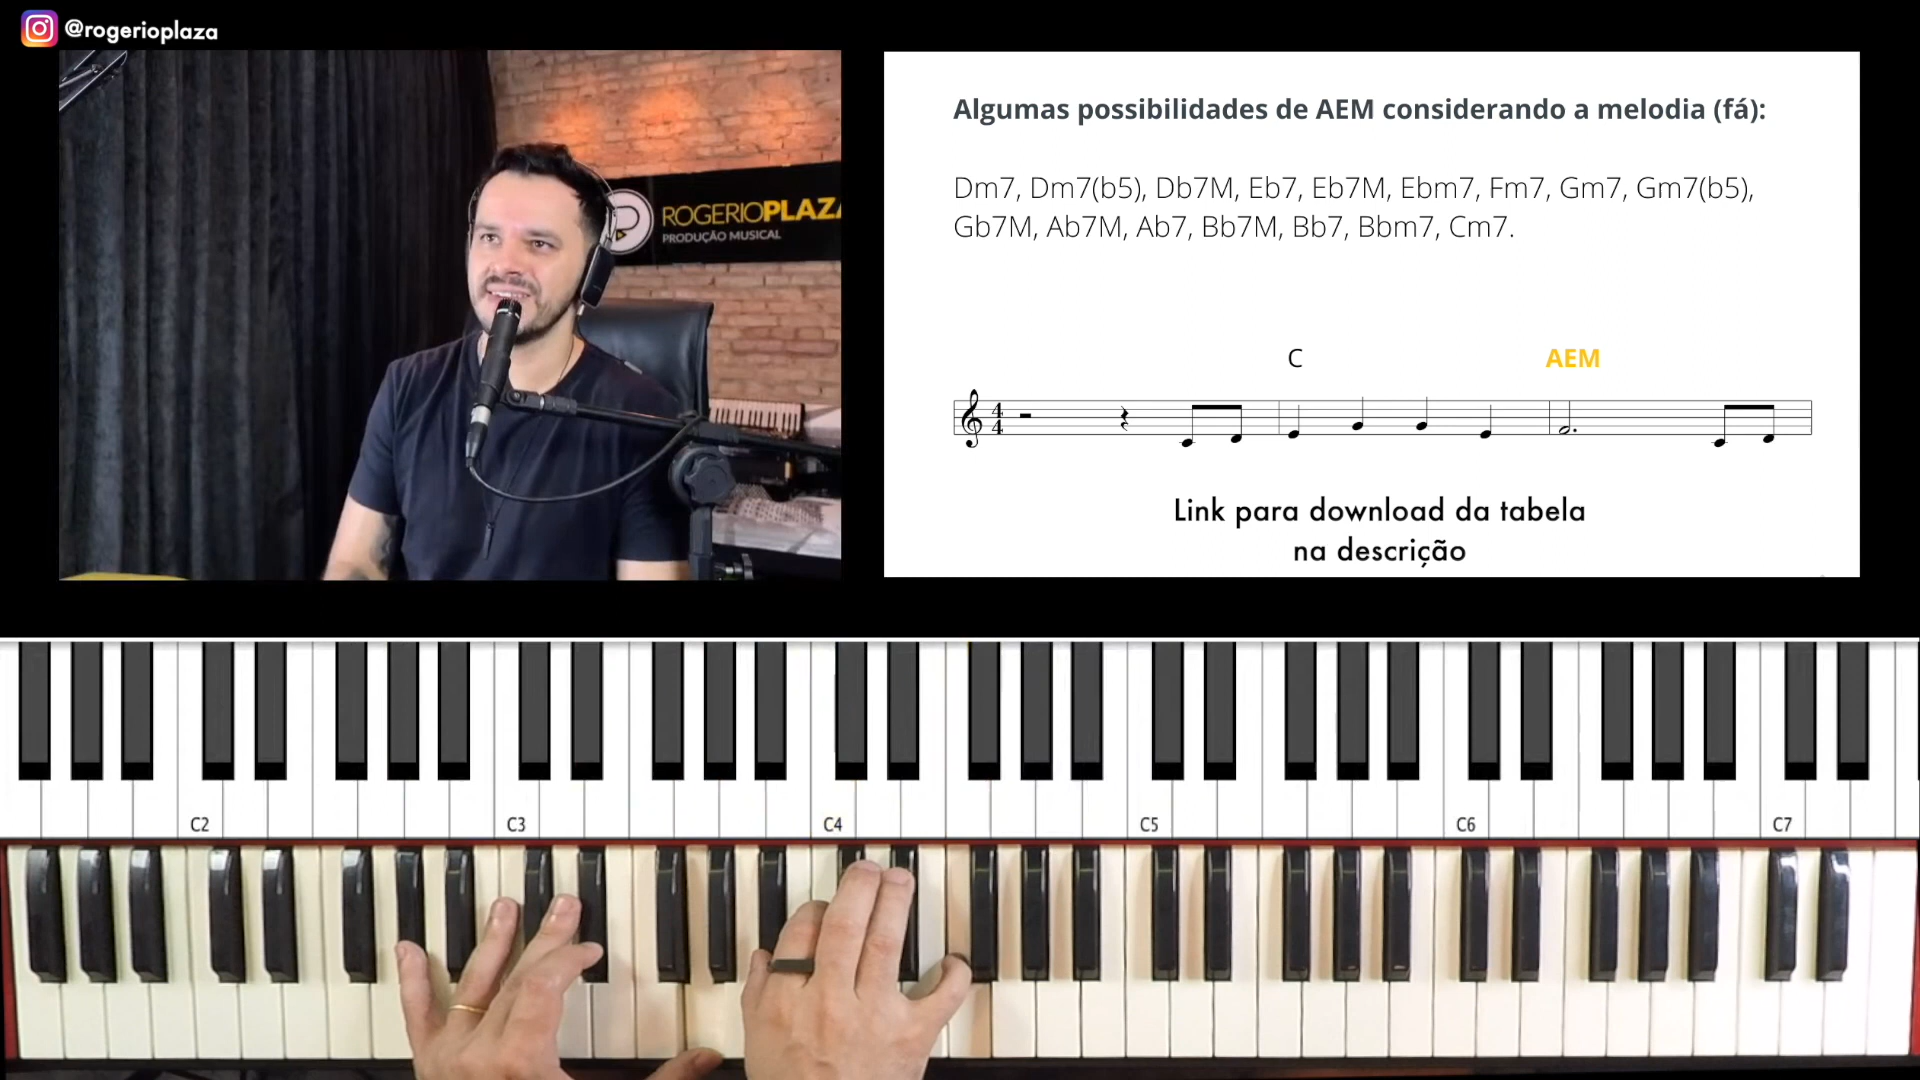 @rogerioplaza
ROGERIOPLAZA
PRODUÇÃO MUSICAL
Algumas possibilidades de AEM considerando a melodia (fá):
Dm7, Dm7(b5), Db7M, Eb7, Eb7M, Ebm7, Fm7, Gm7, Gm7(b5),
Gb7M, Ab7M, Ab7, Bb7M, Bb7, Bbm7, Cm7.
C AEM
4
4
Link para download da tabela
na descrição
C2 C3 C4 C5 C6 C7